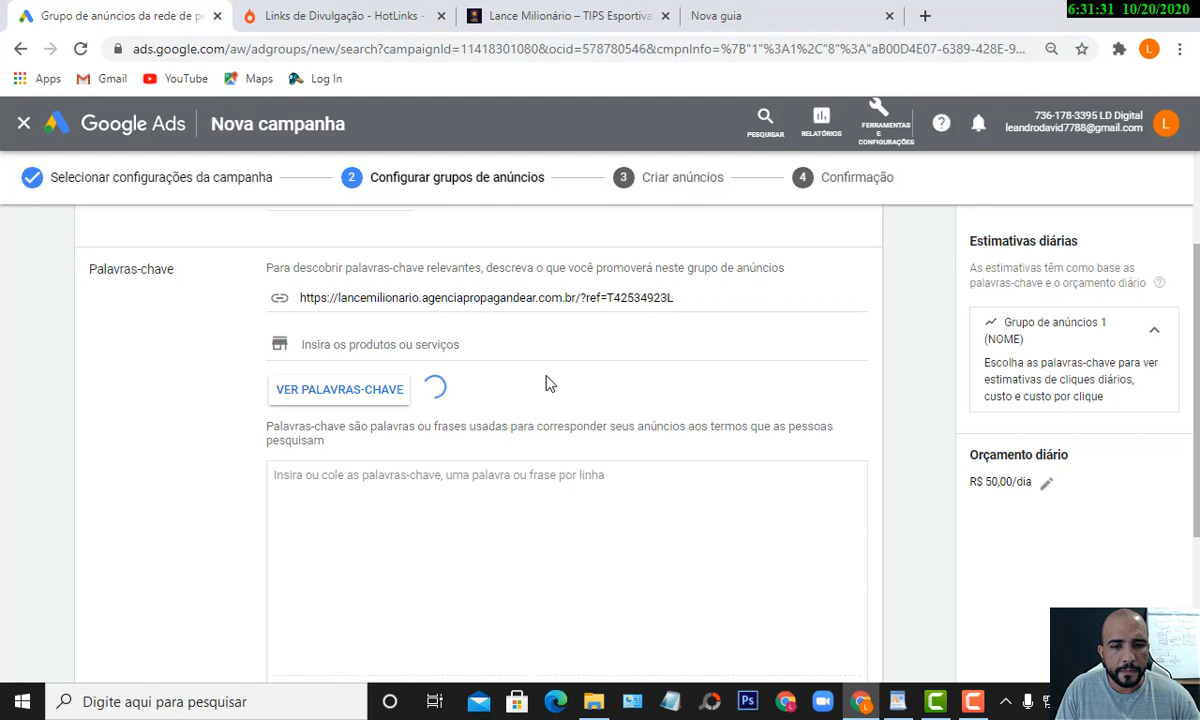 6:31:31 10/20/2020
Grupo de anúncios da rede de pe
Links de Divulgação - HotLinks -
Lance Milionário – TIPS Esportiva
Nova guia
ads.google.com/aw/adgroups/new/search?campaignId=11418301080&ocid=578780546&cmpnInfo=%7B"1"%3A1%2C"8"%3A"aB00D4E07-6389-428E-9...
L
Apps
Gmail
YouTube
Maps
Log In
Google Ads
Nova campanha
PESQUISAR
RELATÓRIOS
FERRAMENTAS
E
CONFIGURAÇÕES
736-178-3395 LD Digital
leandrodavid7788@gmail.com
L
Selecionar configurações da campanha
2 Configurar grupos de anúncios
3 Criar anúncios
4 Confirmação
Palavras-chave
Para descobrir palavras-chave relevantes, descreva o que você promoverá neste grupo de anúncios
https://lancemilionario.agenciapropagandear.com.br/?ref=T42534923L
Insira os produtos ou serviços
VER PALAVRAS-CHAVE
Palavras-chave são palavras ou frases usadas para corresponder seus anúncios aos termos que as pessoas
pesquisam
Insira ou cole as palavras-chave, uma palavra ou frase por linha
Estimativas diárias
As estimativas têm como base as
palavras-chave e o orçamento diário
Grupo de anúncios 1
(NOME)
Escolha as palavras-chave para ver
estimativas de cliques diários,
custo e custo por clique
Orçamento diário
R$ 50,00/dia
Digite aqui para pesquisar
Ps